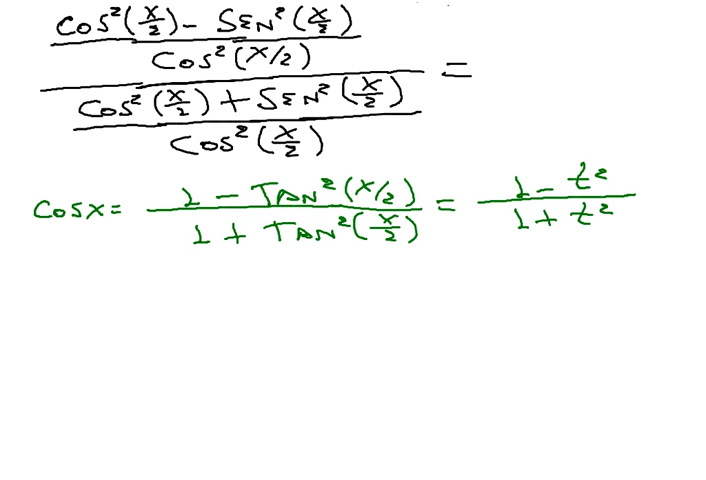 Cos²(x/2) - SEN²(x/2)
Cos²(x/2)
=
Cos²(x/2) + SEN²(x/2)
Cos²(x/2)
Cosx = 1 - TAN²(x/2) / 1 + TAN²(x/2) = 1 - t² / 1 + t²